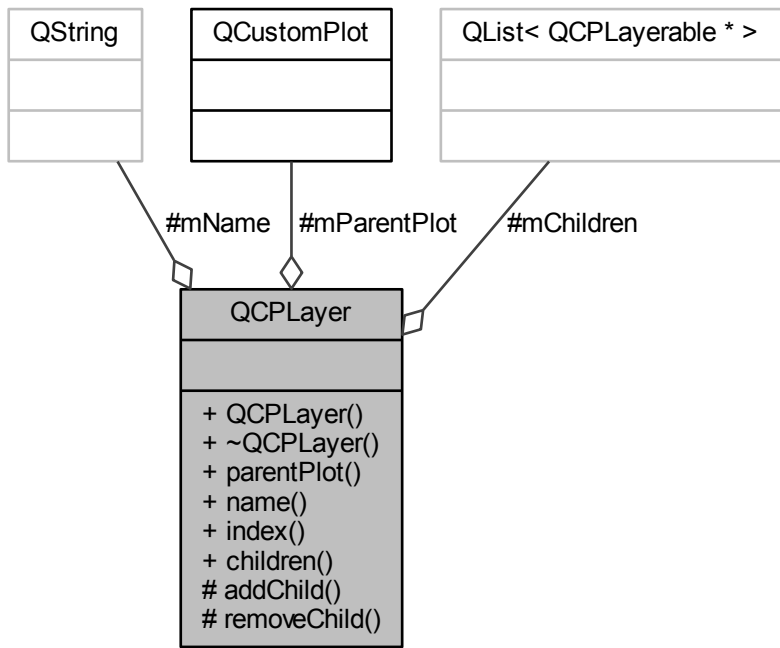 QString
QCustomPlot
QList< QCPLayerable * >
#mName
#mParentPlot
#mChildren
QCPLayer
+ QCPLayer()
+ ~QCPLayer()
+ parentPlot()
+ name()
+ index()
+ children()
# addChild()
# removeChild()